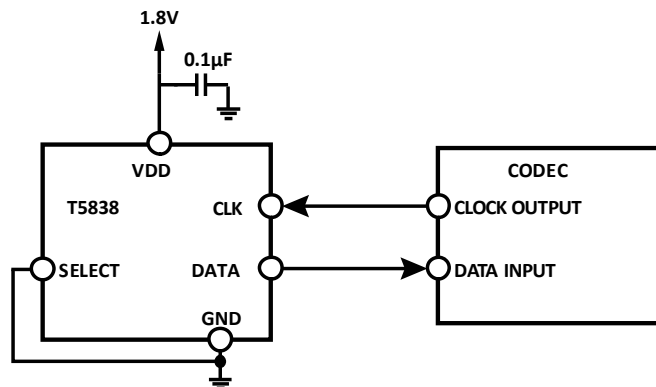 1.8V
0.1µF
VDD
CODEC
T5838
CLK
CLOCK OUTPUT
SELECT
DATA
DATA INPUT
GND